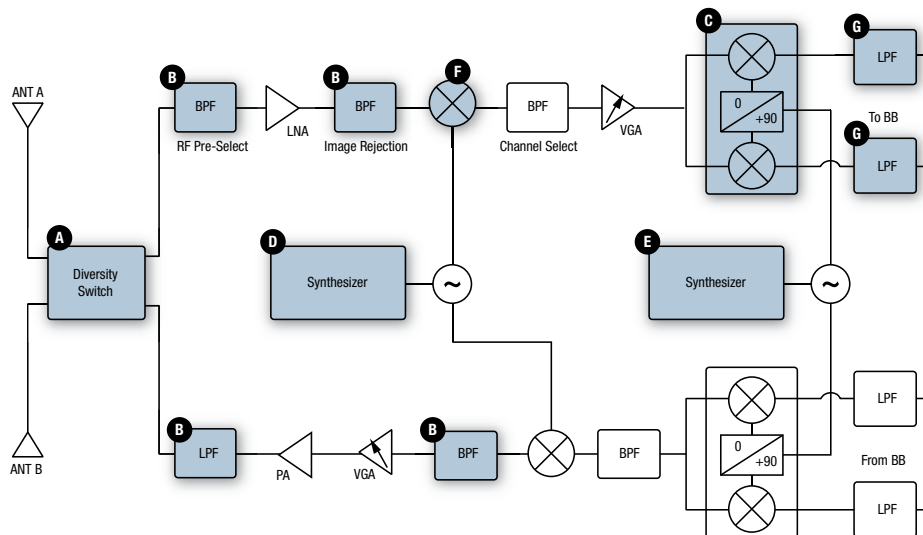 C
G
B
B
F
LPF
ANT A
BPF
BPF
BPF
0
+90
LNA
VGA
To BB
RF Pre-Select
Image Rejection
Channel Select
G
LPF
A
D
E
Diversity
Switch
Synthesizer
~
Synthesizer
~
B
B
LPF
LPF
BPF
BPF
0
+90
ANT B
PA
VGA
From BB
LPF